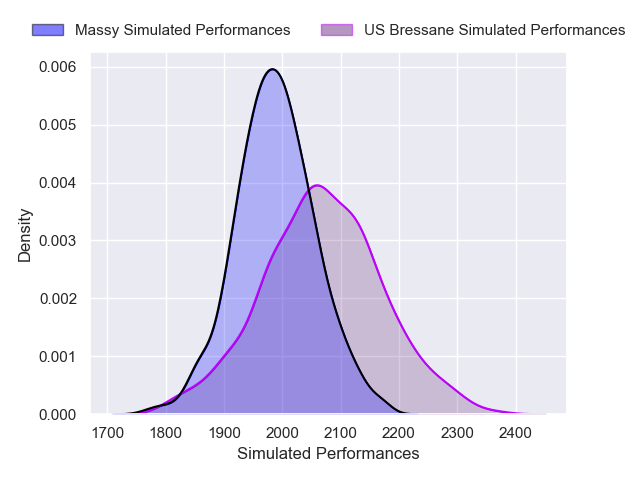 Massy Simulated Performances US Bressane Simulated Performances
0.006
0.005
0.004
0.003
0.002
0.001
0.000
Density
1700 1800 1900 2000 2100 2200 2300 2400
Simulated Performances